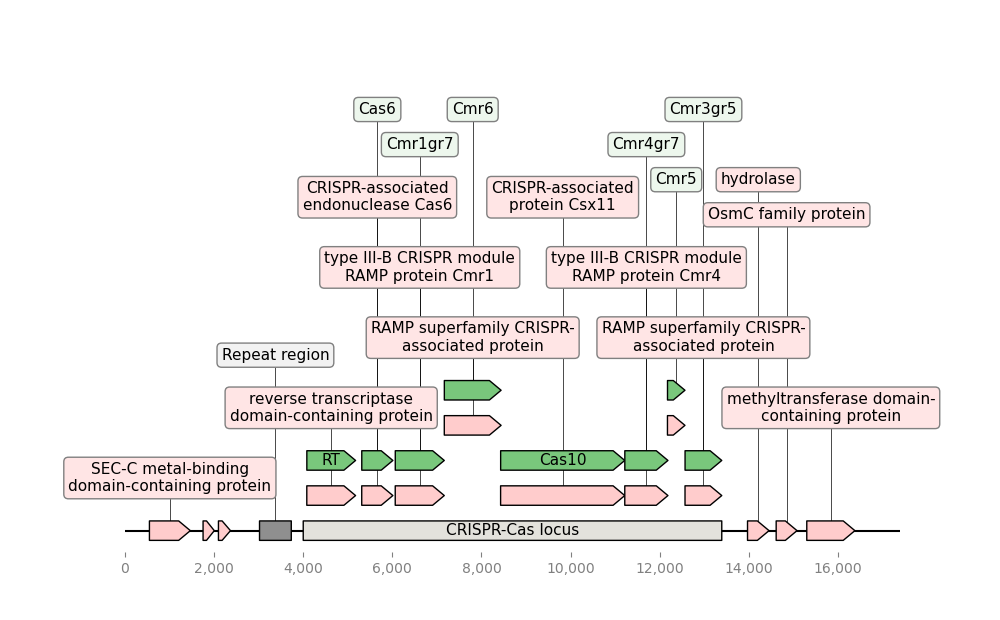 Cas6
Cmr6
Cmr3gr5
Cmr1gr7
Cmr4gr7
CRISPR-associated
endonuclease Cas6
CRISPR-associated
protein Csx11
Cmr5
hydrolase
OsmC family protein
type III-B CRISPR module
RAMP protein Cmr1
type III-B CRISPR module
RAMP protein Cmr4
RAMP superfamily CRISPR-
associated protein
RAMP superfamily CRISPR-
associated protein
Repeat region
reverse transcriptase
domain-containing protein
methyltransferase domain-
containing protein
RT
Cas10
SEC-C metal-binding
domain-containing protein
CRISPR-Cas locus
0
2,000
4,000
6,000
8,000
10,000
12,000
14,000
16,000